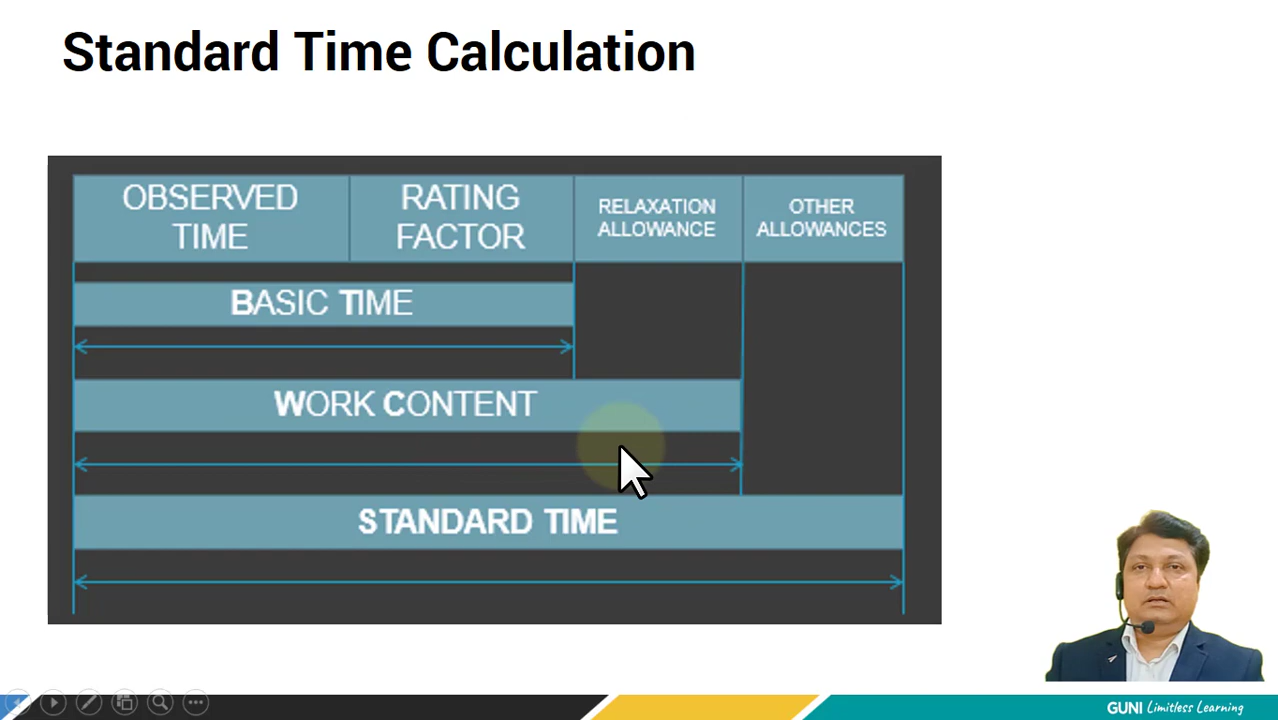 Standard Time Calculation
OBSERVED
TIME
RATING
FACTOR
RELAXATION
ALLOWANCE
OTHER
ALLOWANCES
BASIC TIME
WORK CONTENT
STANDARD TIME
GUNI Limitless Learning